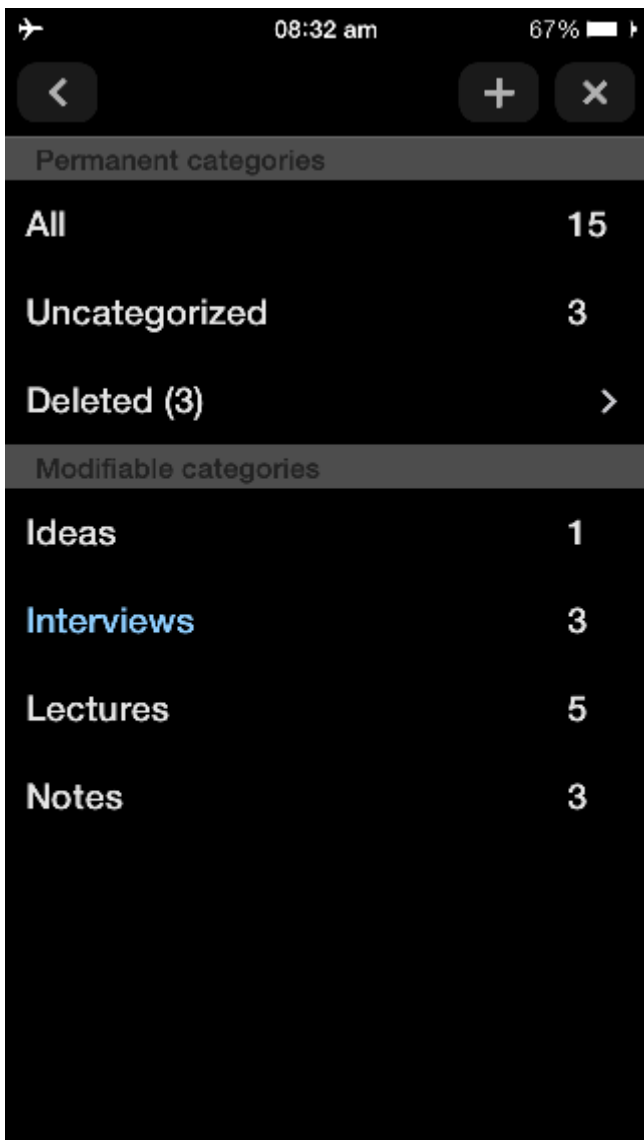 08:32 am 67%
Permanent categories
All 15
Uncategorized 3
Deleted (3)
Modifiable categories
Ideas 1
Interviews 3
Lectures 5
Notes 3